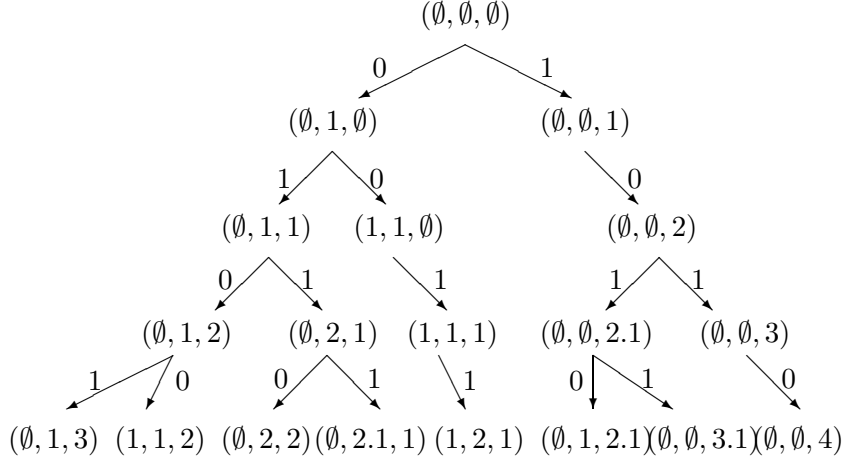 (∅, ∅, ∅)
0 1
(∅, 1, ∅) (∅, ∅, 1)
1 0 0
(∅, 1, 1) (1, 1, ∅) (∅, ∅, 2)
0 1 1 1 1
(∅, 1, 2) (∅, 2, 1) (1, 1, 1) (∅, ∅, 2.1) (∅, ∅, 3)
1 0 0 1 1 0 1 0
(∅, 1, 3) (1, 1, 2) (∅, 2, 2) (∅, 2.1, 1) (1, 2, 1) (∅, 1, 2.1) (∅, ∅, 3.1) (∅, ∅, 4)